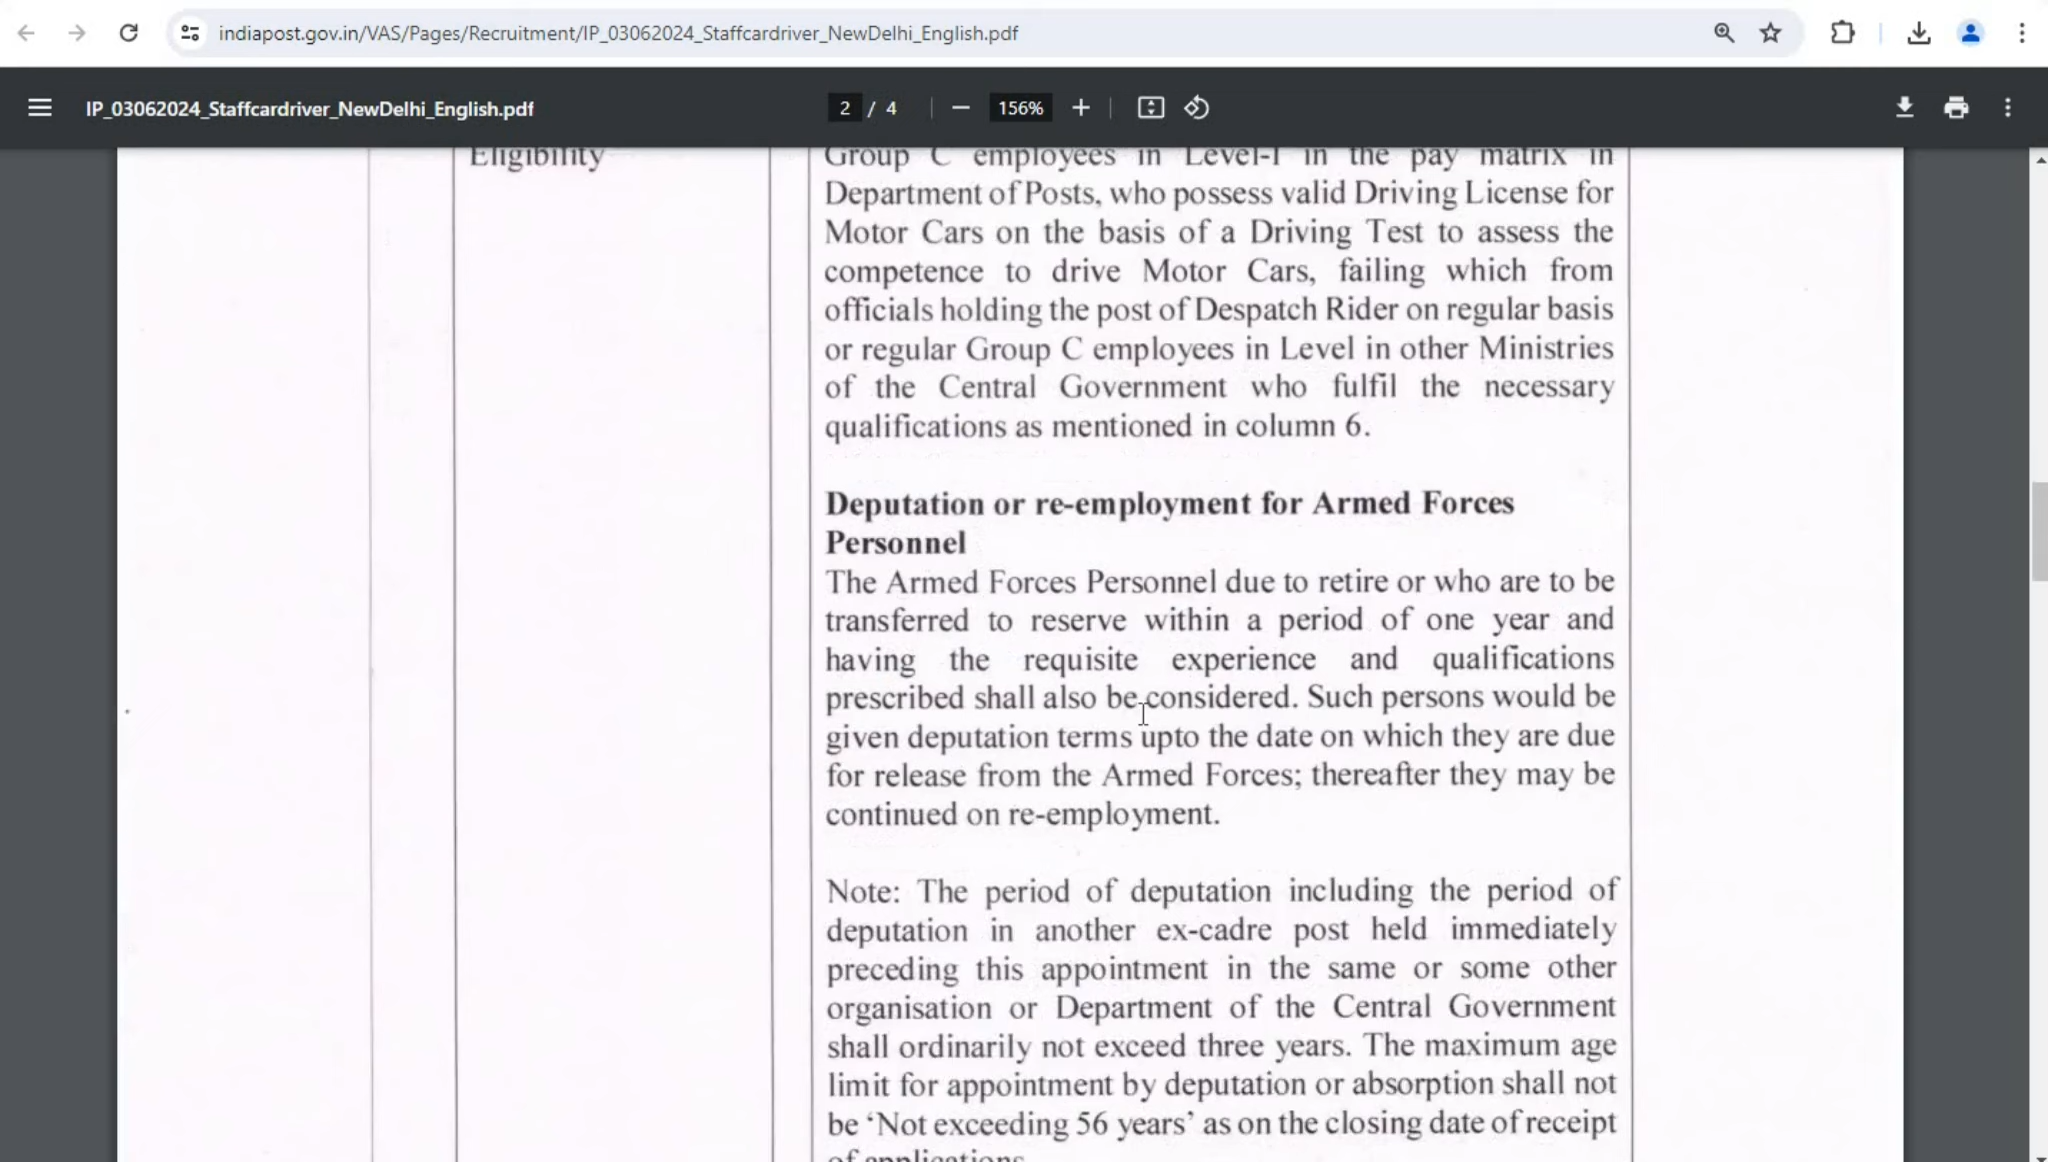 indiapost.gov.in/VAS/Pages/Recruitment/IP_03062024_Staffcardriver_NewDelhi_English.pdf
IP_03062024_Staffcardriver_NewDelhi_English.pdf
2 / 4
156%
Eligibility
Group C employees in Level-I in the pay matrix in
Department of Posts, who possess valid Driving License for
Motor Cars on the basis of a Driving Test to assess the
competence to drive Motor Cars, failing which from
officials holding the post of Despatch Rider on regular basis
or regular Group C employees in Level in other Ministries
of the Central Government who fulfil the necessary
qualifications as mentioned in column 6.
Deputation or re-employment for Armed Forces
Personnel
The Armed Forces Personnel due to retire or who are to be
transferred to reserve within a period of one year and
having the requisite experience and qualifications
prescribed shall also be considered. Such persons would be
given deputation terms upto the date on which they are due
for release from the Armed Forces; thereafter they may be
continued on re-employment.
Note: The period of deputation including the period of
deputation in another ex-cadre post held immediately
preceding this appointment in the same or some other
organisation or Department of the Central Government
shall ordinarily not exceed three years. The maximum age
limit for appointment by deputation or absorption shall not
be ‘Not exceeding 56 years’ as on the closing date of receipt
of applications